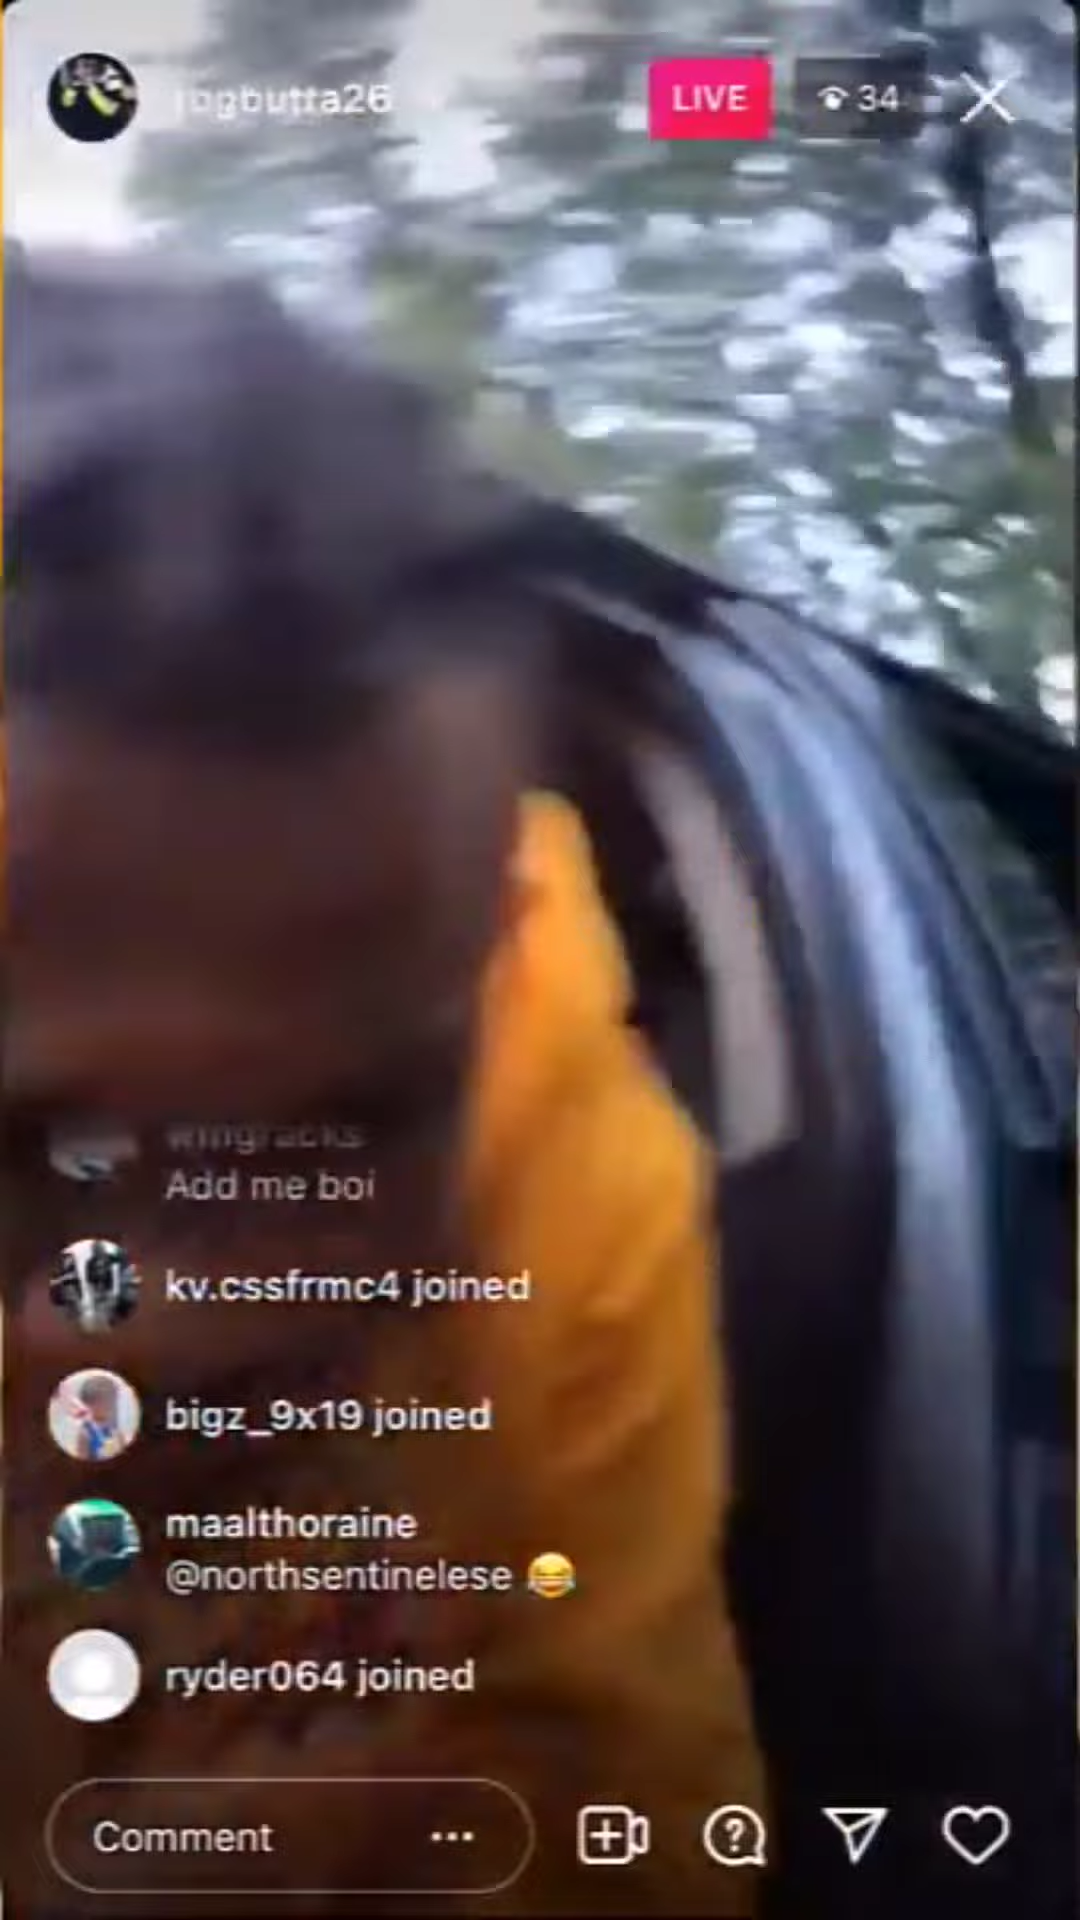 LIVE
34
Add me boi
kv.cssfrmc4 joined
bigz_9x19 joined
maalthoraine
@northsentinelese 😂
ryder064 joined
Comment